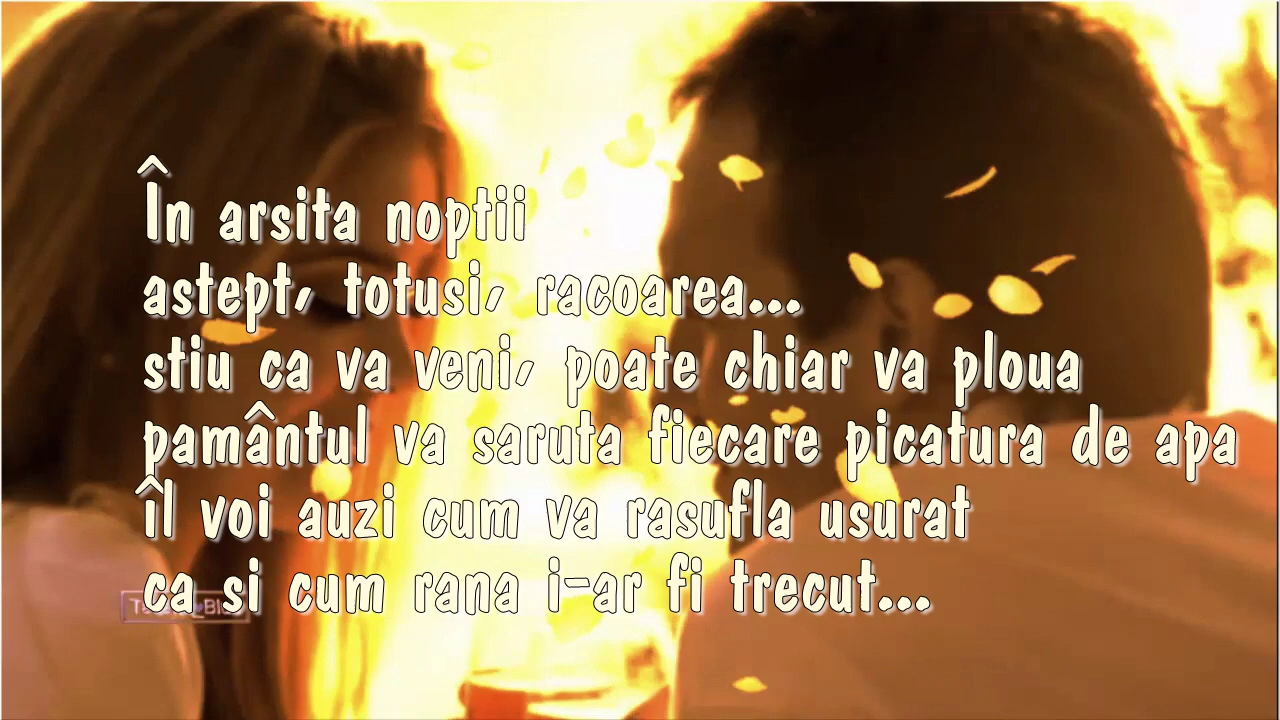 În arsita noptii
astept, totusi, racoarea...
stiu ca va veni, poate chiar va ploua
pamântul va saruta fiecare picatura de apa
îl voi auzi cum va rasufla usurat
ca si cum rana i-ar fi trecut...